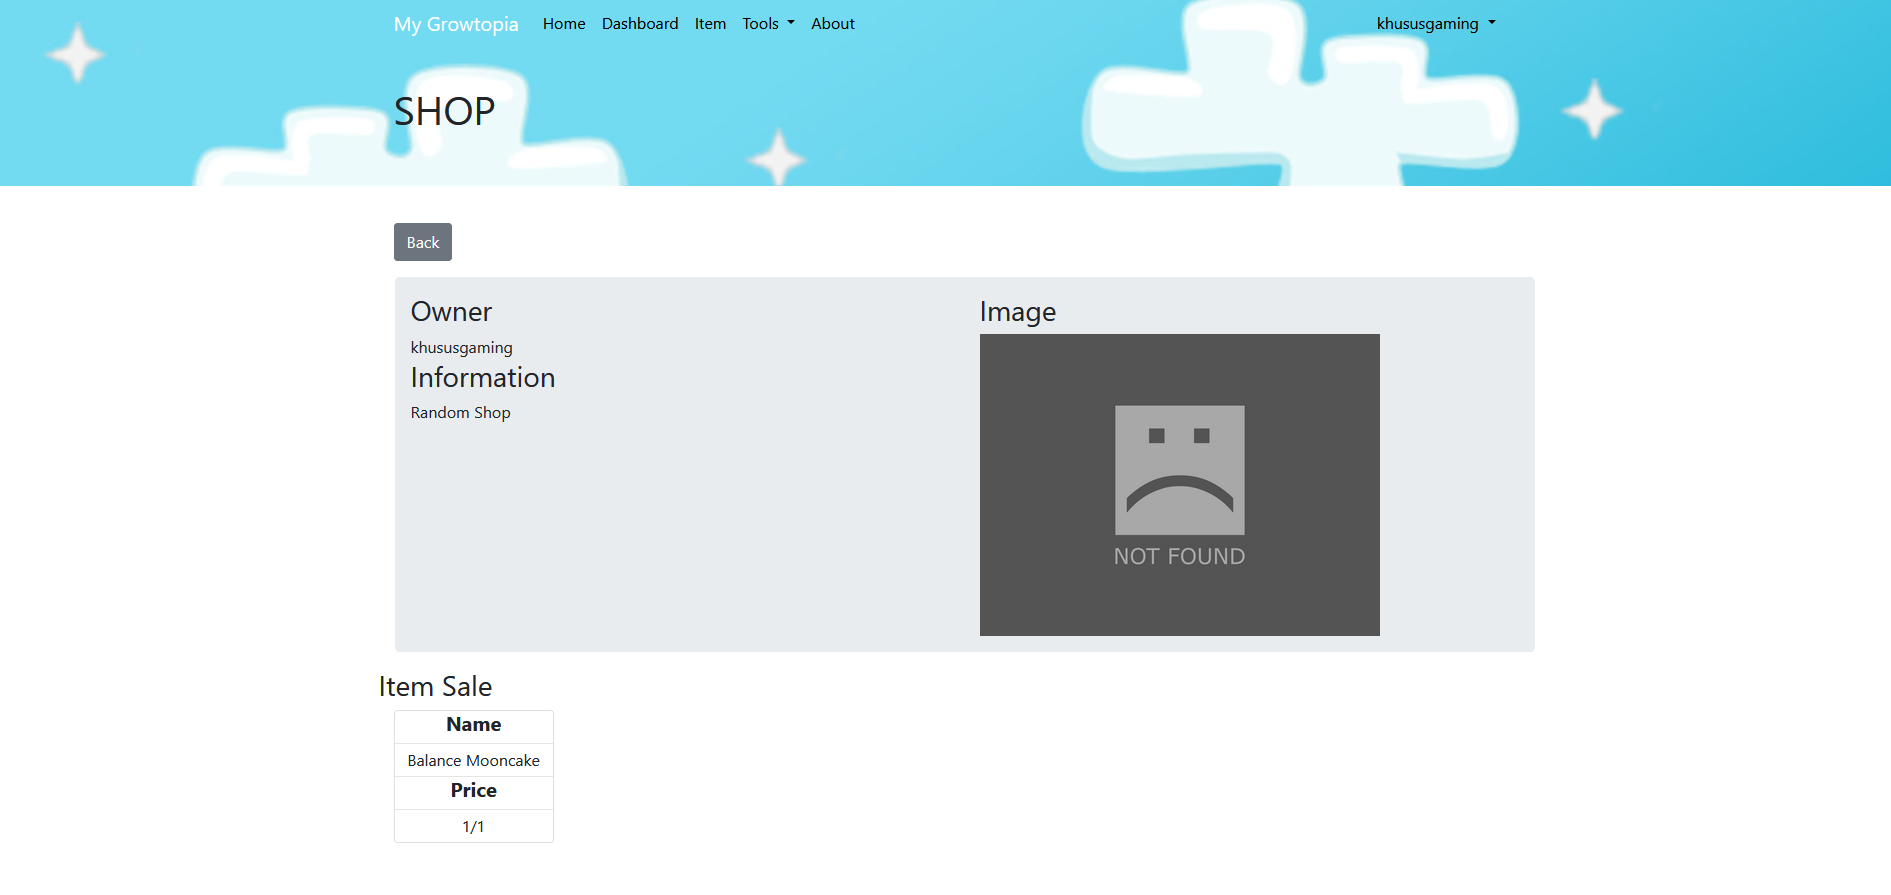 My Growtopia Home Dashboard Item Tools About khususgaming
SHOP
Back
Owner
khususgaming
Information
Random Shop
Image
NOT FOUND
Item Sale
Name
Balance Mooncake
Price
1/1